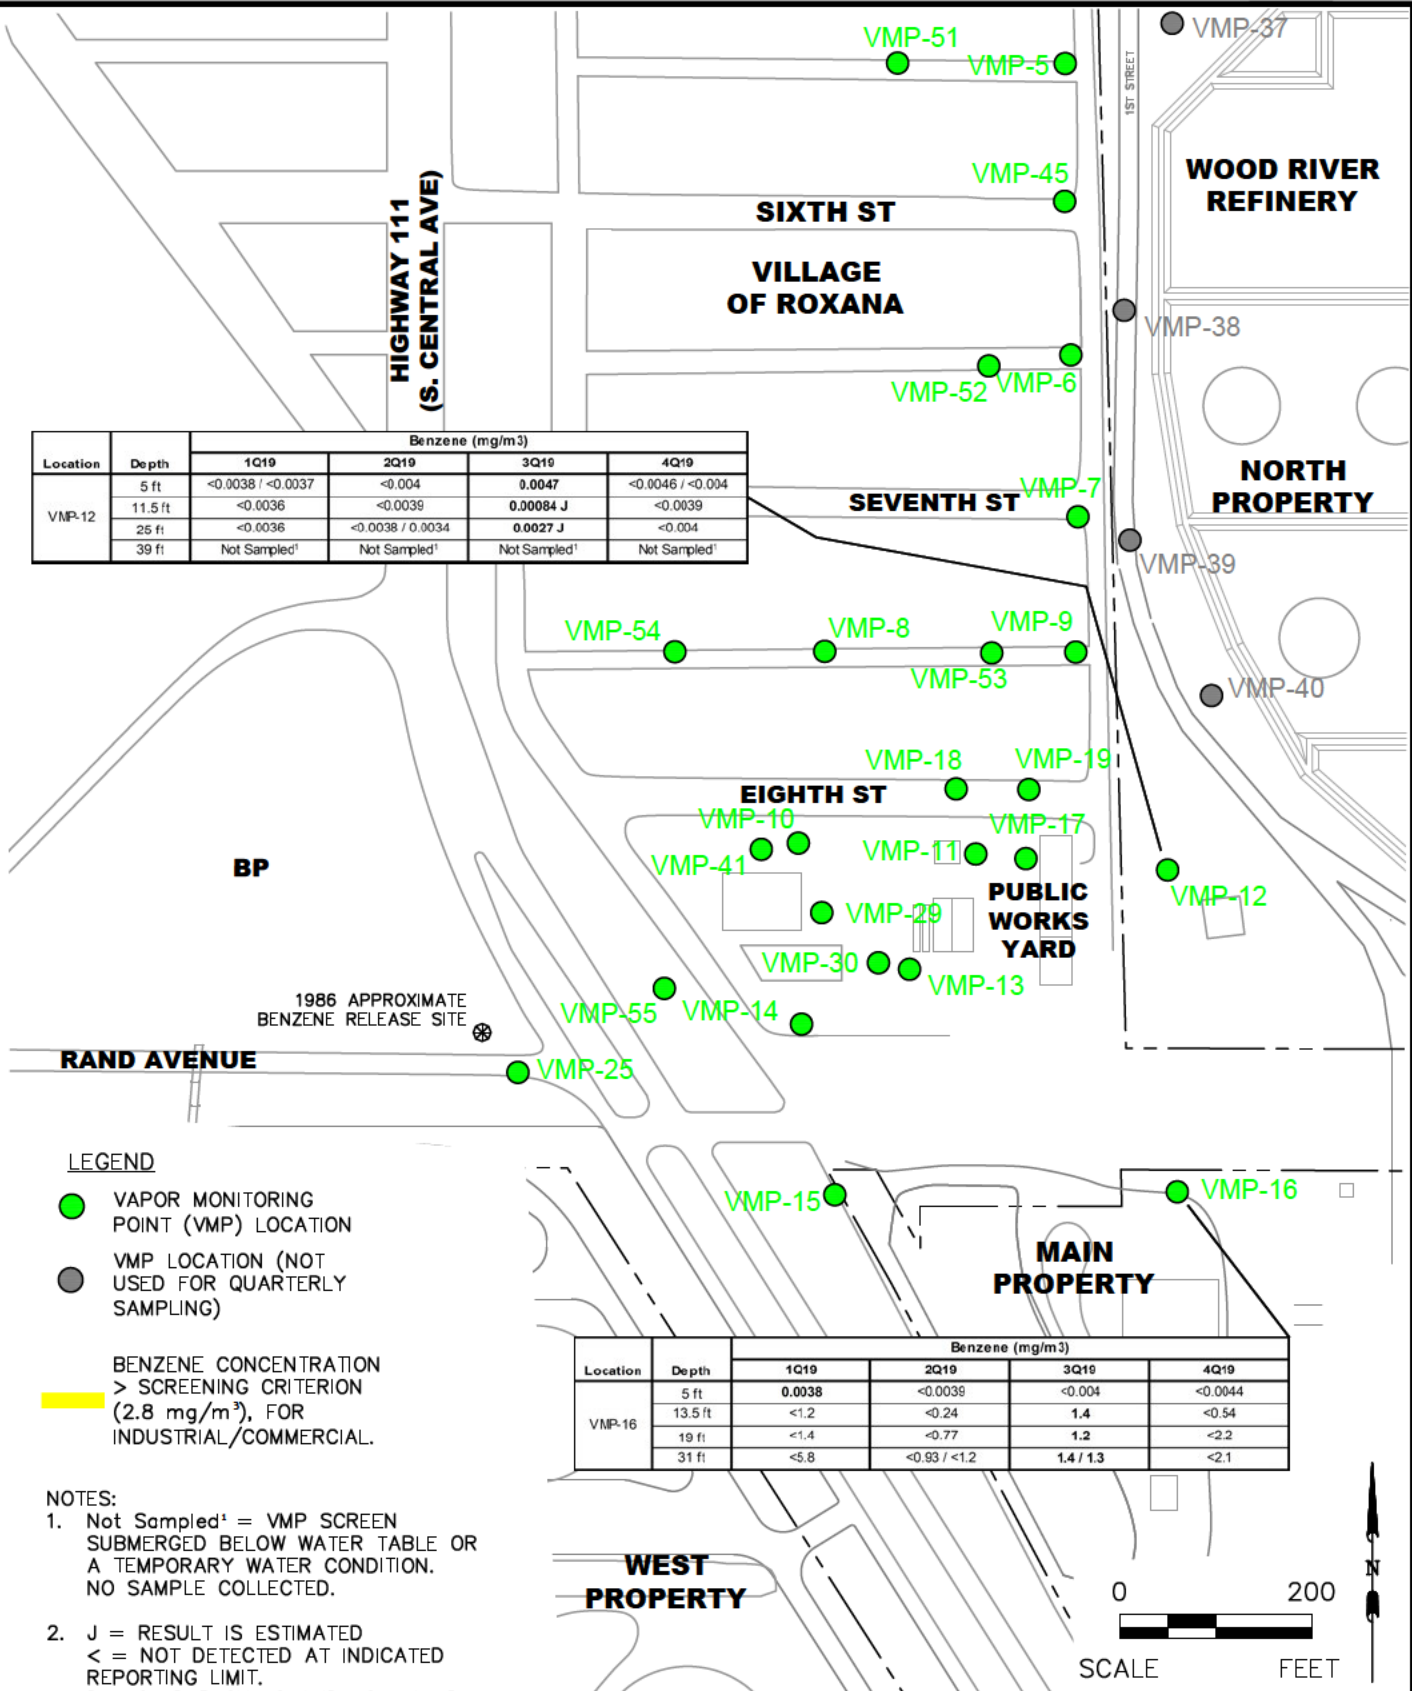 VMP-51
VMP-5
VMP-37
1ST STREET
WOOD RIVER
REFINERY
VMP-45
SIXTH ST
HIGHWAY 111
(S. CENTRAL AVE)
VILLAGE
OF ROXANA
VMP-38
VMP-52
VMP-6
Benzene (mg/m3)
Location Depth 1Q19 2Q19 3Q19 4Q19
VMP-12
5 ft <0.0038 / <0.0037 <0.004 0.0047 <0.0046 / <0.004
11.5 ft <0.0036 <0.0039 0.00084 J <0.0039
25 ft <0.0036 <0.0038 / 0.0034 0.0027 J <0.004
39 ft Not Sampled¹ Not Sampled¹ Not Sampled¹ Not Sampled¹
NORTH
PROPERTY
SEVENTH ST
VMP-7
VMP-39
VMP-54
VMP-8
VMP-9
VMP-53
VMP-40
VMP-18
VMP-19
EIGHTH ST
VMP-10
VMP-17
VMP-41
VMP-11
BP
PUBLIC
WORKS
YARD
VMP-12
VMP-29
VMP-30
VMP-13
1986 APPROXIMATE
BENZENE RELEASE SITE
VMP-55
VMP-14
RAND AVENUE
VMP-25
LEGEND
VAPOR MONITORING
POINT (VMP) LOCATION
VMP LOCATION (NOT
USED FOR QUARTERLY
SAMPLING)
BENZENE CONCENTRATION
> SCREENING CRITERION
(2.8 mg/m³), FOR
INDUSTRIAL/COMMERCIAL.
VMP-15
VMP-16
MAIN
PROPERTY
Benzene (mg/m3)
Location Depth 1Q19 2Q19 3Q19 4Q19
VMP-16
5 ft 0.0038 <0.0039 <0.004 <0.0044
13.5 ft <1.2 <0.24 1.4 <0.54
19 ft <1.4 <0.77 1.2 <2.2
31 ft <5.8 <0.93 / <1.2 1.4 / 1.3 <2.1
NOTES:
1. Not Sampled¹ = VMP SCREEN
SUBMERGED BELOW WATER TABLE OR
A TEMPORARY WATER CONDITION.
NO SAMPLE COLLECTED.
2. J = RESULT IS ESTIMATED
< = NOT DETECTED AT INDICATED
REPORTING LIMIT.
WEST
PROPERTY
N
0 200
SCALE FEET